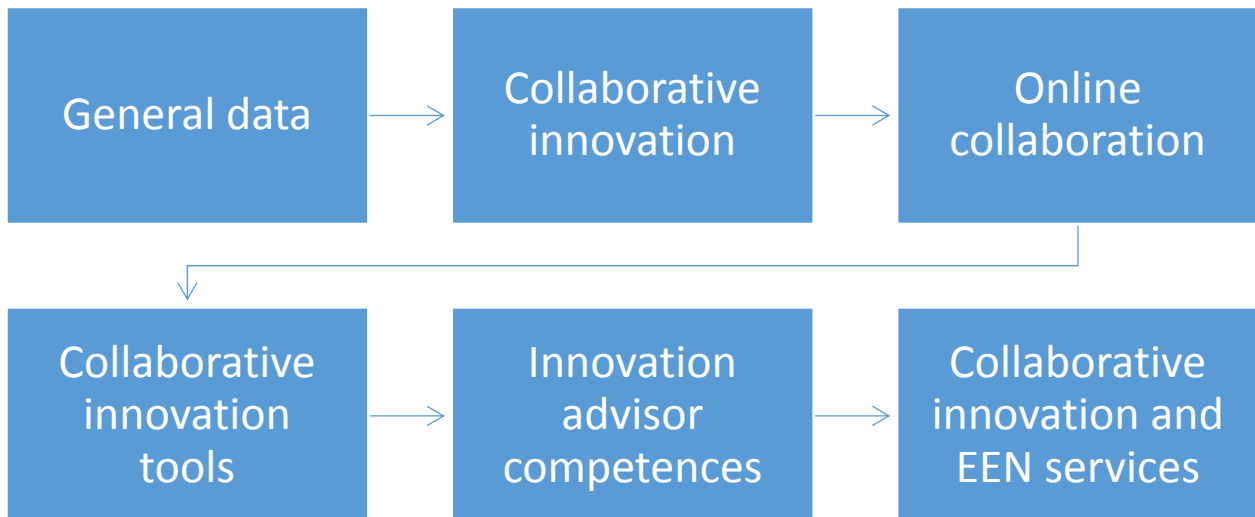 General data
Collaborative
innovation
Online
collaboration
Collaborative
innovation
tools
Innovation
advisor
competences
Collaborative
innovation and
EEN services